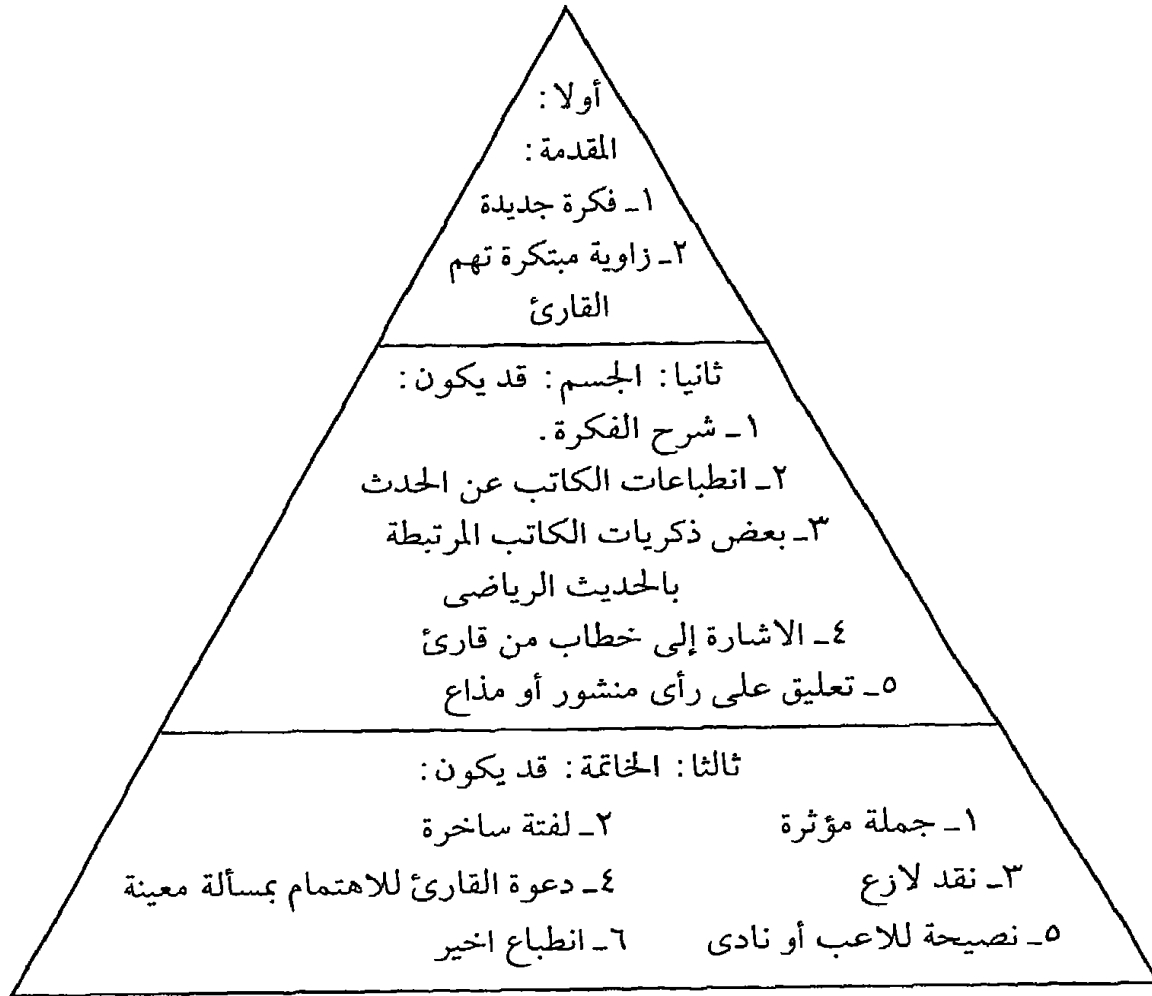 أولا :
المقدمة :
١ـ فكرة جديدة
٢ـ زاوية مبتكرة تهم
القارئ
ثانيا : الجسم : قد يكون :
١ـ شرح الفكرة .
٢ـ انطباعات الكاتب عن الحدث
٣ـ بعض ذكريات الكاتب المرتبطة
بالحديث الرياضى
٤ـ الاشارة إلى خطاب من قارئ
٥ـ تعليق على رأى منشور أو مذاع
ثالثا : الخاتمة : قد يكون :
١ـ جملة مؤثرة ٢ـ لفتة ساخرة
٣ـ نقد لازع ٤ـ دعوة القارئ للاهتمام بمسألة معينة
٥ـ نصيحة للاعب أو نادى ٦ـ انطباع اخير